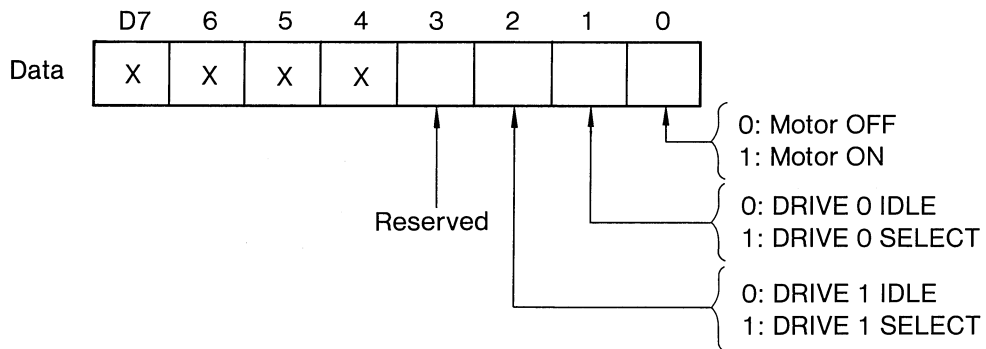 D7 6 5 4 3 2 1 0
Data X X X X
0: Motor OFF
1: Motor ON
Reserved
0: DRIVE 0 IDLE
1: DRIVE 0 SELECT
0: DRIVE 1 IDLE
1: DRIVE 1 SELECT